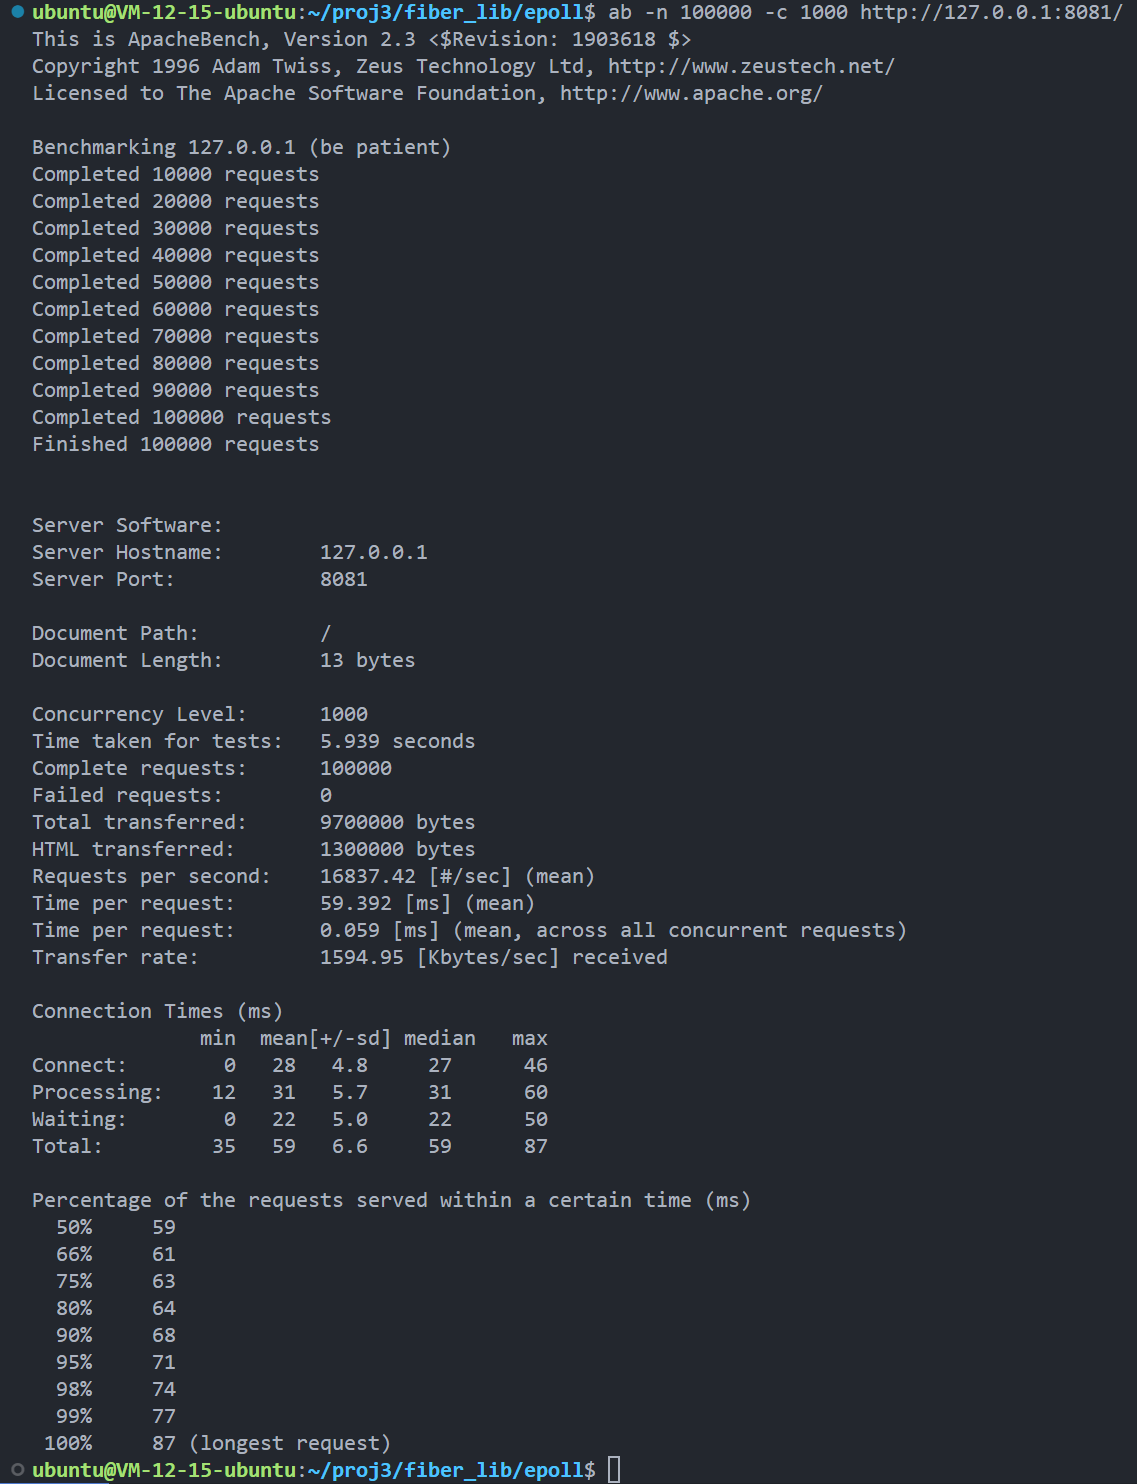 ubuntu@VM-12-15-ubuntu:~/proj3/fiber_lib/epoll$ ab -n 100000 -c 1000 http://127.0.0.1:8081/
This is ApacheBench, Version 2.3 <$Revision: 1903618 $>
Copyright 1996 Adam Twiss, Zeus Technology Ltd, http://www.zeustech.net/
Licensed to The Apache Software Foundation, http://www.apache.org/

Benchmarking 127.0.0.1 (be patient)
Completed 10000 requests
Completed 20000 requests
Completed 30000 requests
Completed 40000 requests
Completed 50000 requests
Completed 60000 requests
Completed 70000 requests
Completed 80000 requests
Completed 90000 requests
Completed 100000 requests
Finished 100000 requests


Server Software:
Server Hostname:        127.0.0.1
Server Port:            8081

Document Path:          /
Document Length:        13 bytes

Concurrency Level:      1000
Time taken for tests:   5.939 seconds
Complete requests:      100000
Failed requests:        0
Total transferred:      9700000 bytes
HTML transferred:       1300000 bytes
Requests per second:    16837.42 [#/sec] (mean)
Time per request:       59.392 [ms] (mean)
Time per request:       0.059 [ms] (mean, across all concurrent requests)
Transfer rate:          1594.95 [Kbytes/sec] received

Connection Times (ms)
              min  mean[+/-sd] median   max
Connect:        0   28   4.8     27      46
Processing:    12   31   5.7     31      60
Waiting:        0   22   5.0     22      50
Total:         35   59   6.6     59      87

Percentage of the requests served within a certain time (ms)
  50%     59
  66%     61
  75%     63
  80%     64
  90%     68
  95%     71
  98%     74
  99%     77
 100%     87 (longest request)
ubuntu@VM-12-15-ubuntu:~/proj3/fiber_lib/epoll$